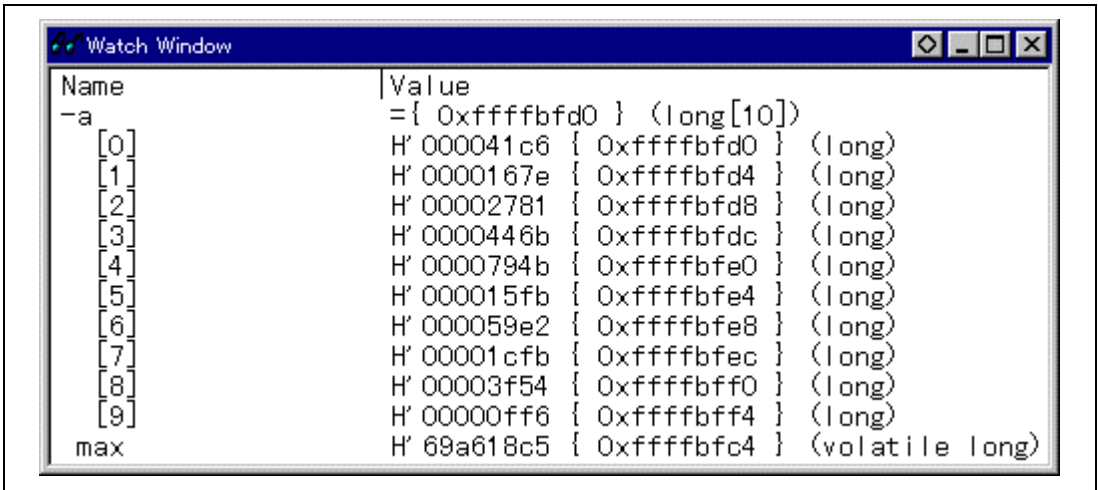 Watch Window
Name Value
-a ={ 0xffffbfd0 } (long[10])
[0] H'000041c6 { 0xffffbfd0 } (long)
[1] H'0000167e { 0xffffbfd4 } (long)
[2] H'00002781 { 0xffffbfd8 } (long)
[3] H'0000446b { 0xffffbfdc } (long)
[4] H'0000794b { 0xffffbfe0 } (long)
[5] H'000015fb { 0xffffbfe4 } (long)
[6] H'000059e2 { 0xffffbfe8 } (long)
[7] H'00001cfb { 0xffffbfec } (long)
[8] H'00003f54 { 0xffffbff0 } (long)
[9] H'00000ff6 { 0xffffbff4 } (long)
max H'69a618c5 { 0xffffbfc4 } (volatile long)